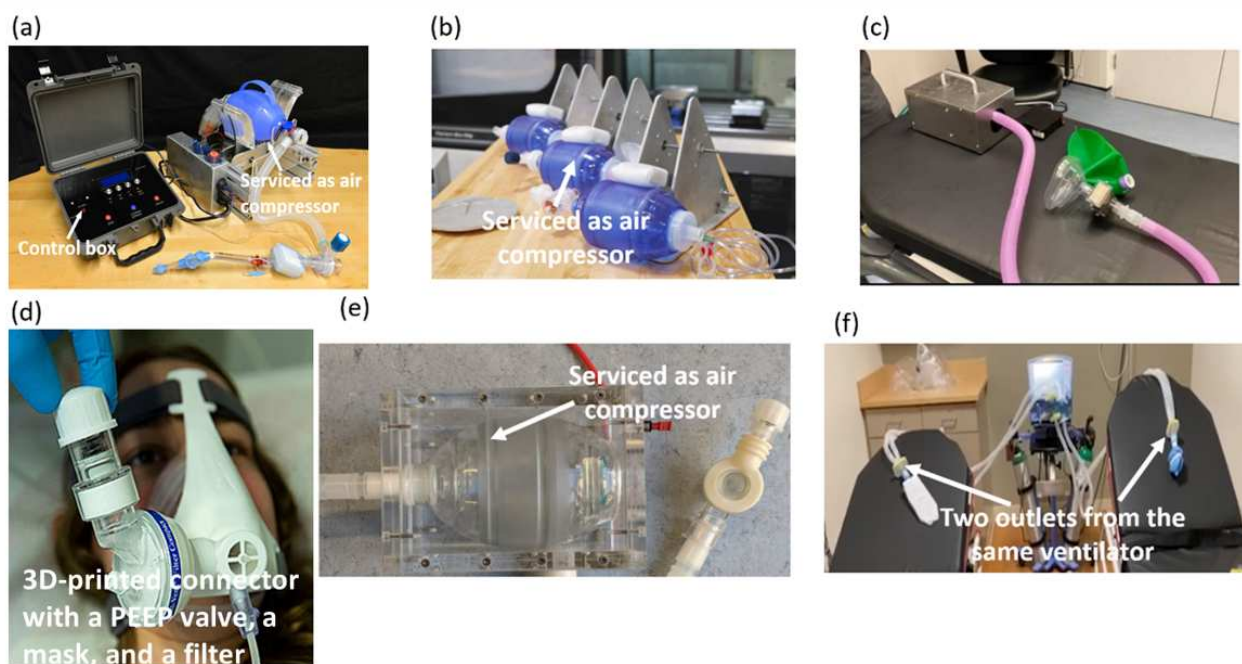 (a)
Serviced as air
compressor
Control box
(b)
Serviced as air
compressor
(c)
(d)
3D-printed connector
with a PEEP valve, a
mask, and a filter
(e)
Serviced as air
compressor
(f)
Two outlets from the
same ventilator